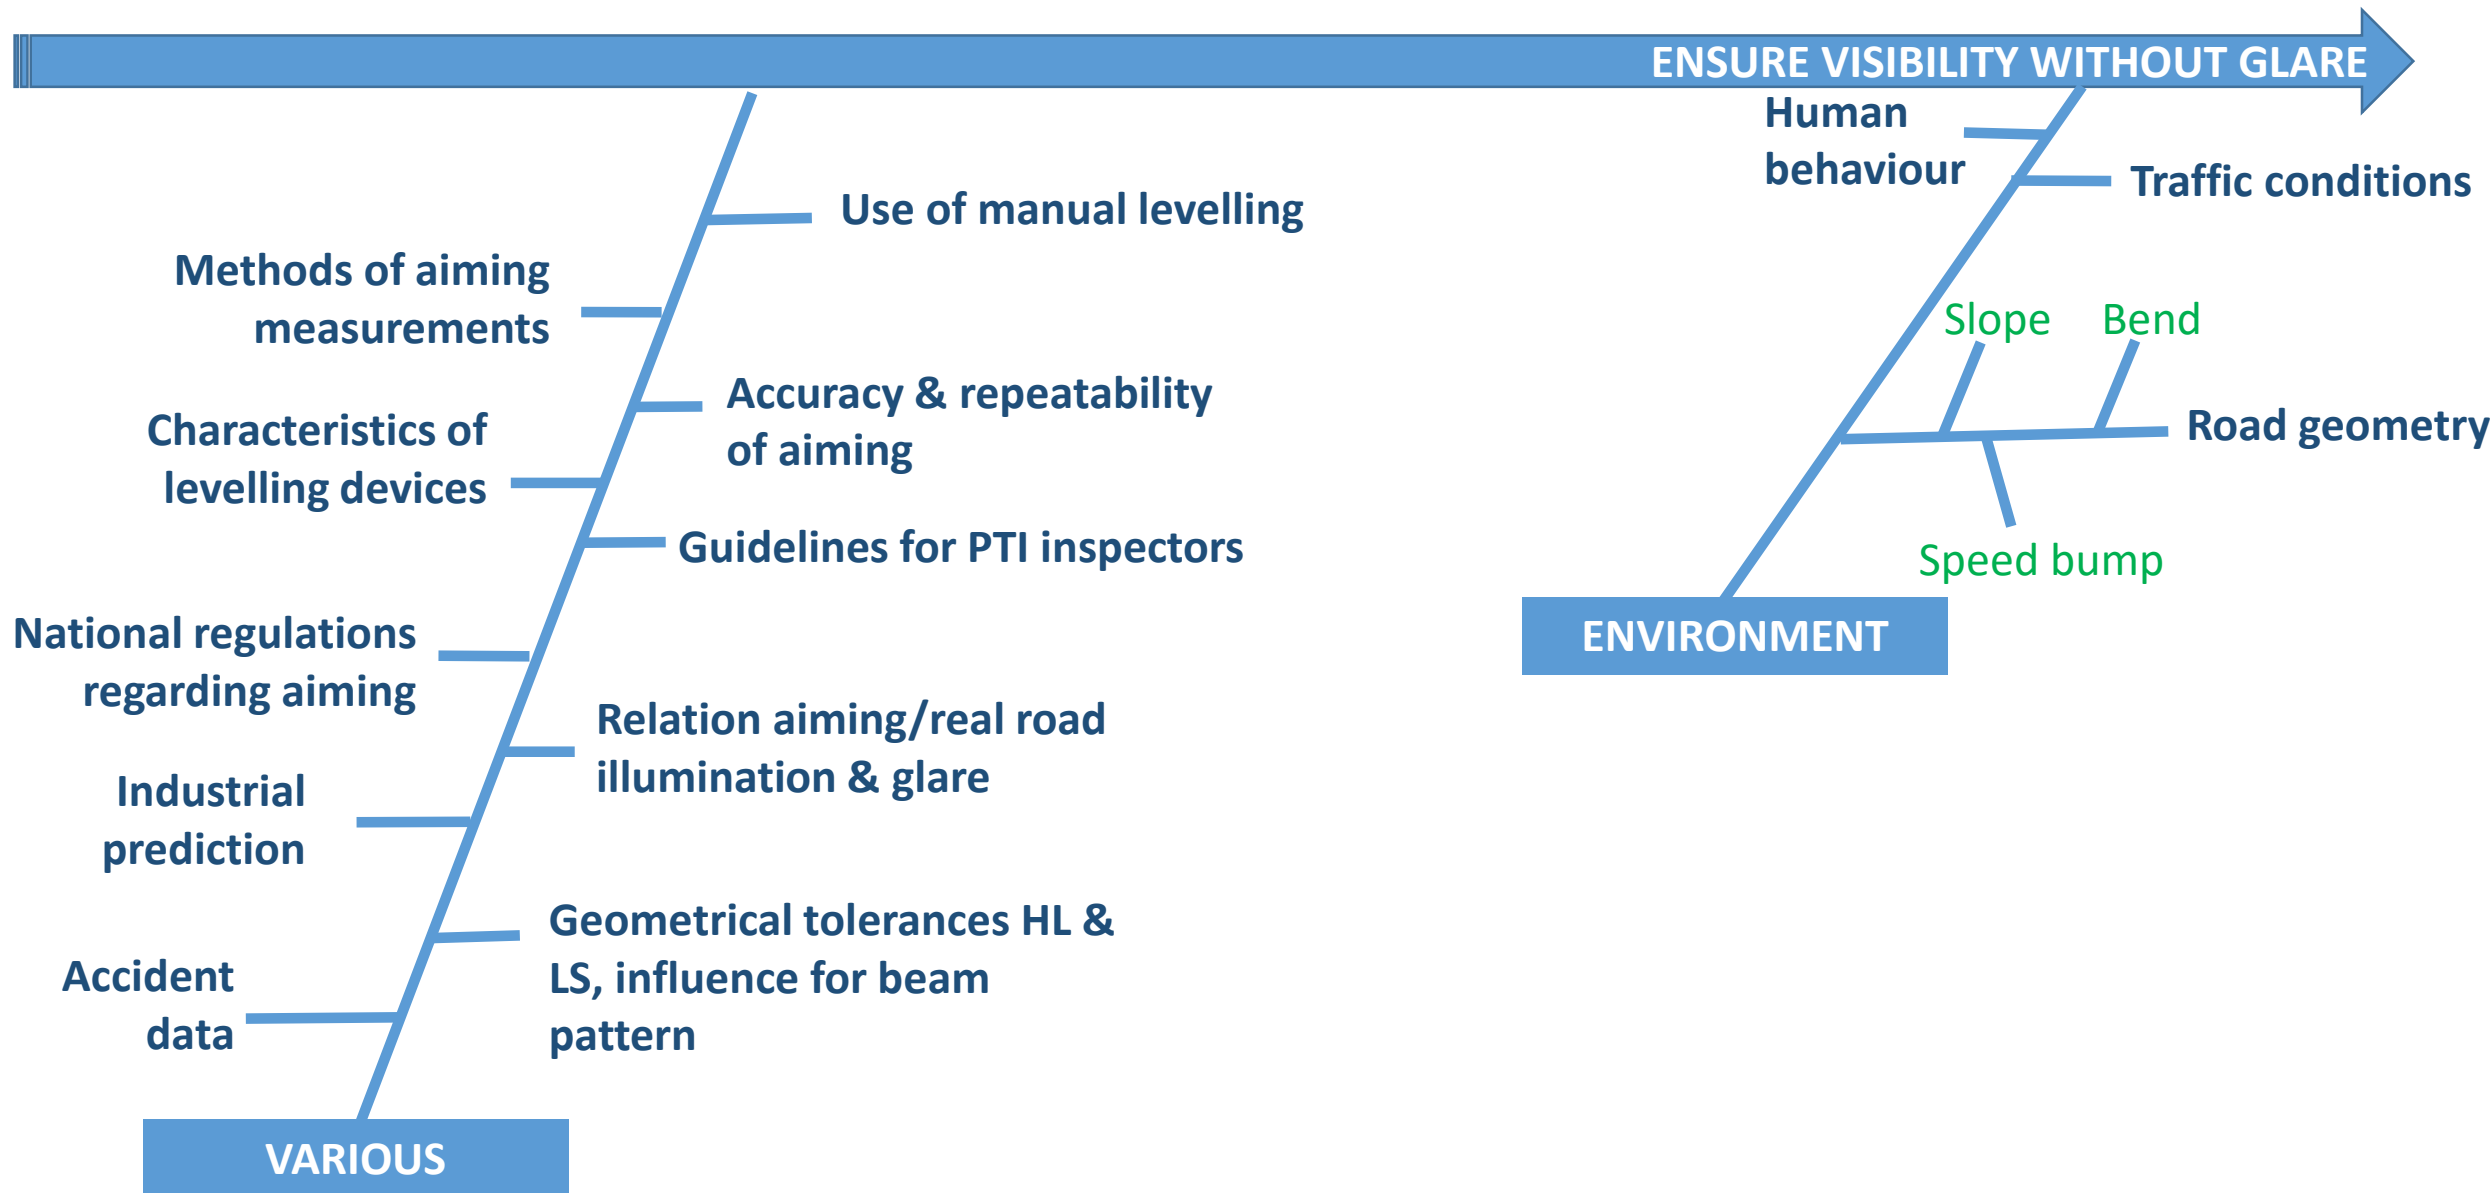 ENSURE VISIBILITY WITHOUT GLARE
Use of manual levelling
Methods of aiming
measurements
Accuracy & repeatability
of aiming
Characteristics of
levelling devices
Guidelines for PTI inspectors
National regulations
regarding aiming
Relation aiming/real road
illumination & glare
Industrial
prediction
Geometrical tolerances HL &
LS, influence for beam
pattern
Accident
data
VARIOUS
Human
behaviour
Traffic conditions
Slope
Bend
Road geometry
Speed bump
ENVIRONMENT